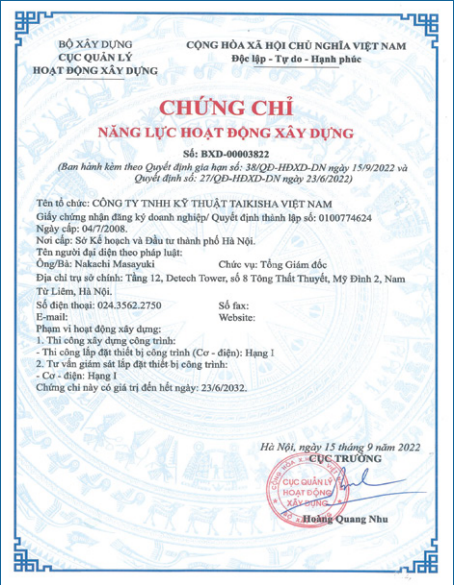 BỘ XÂY DỰNG
CỤC QUẢN LÝ
HOẠT ĐỘNG XÂY DỰNG
CỘNG HÒA XÃ HỘI CHỦ NGHĨA VIỆT NAM
Độc lập - Tự do - Hạnh phúc
CHỨNG CHỈ
NĂNG LỰC HOẠT ĐỘNG XÂY DỰNG
Số: BXD-00003822
(Ban hành kèm theo Quyết định gia hạn số: 38/QĐ-HĐXD-DN ngày 15/9/2022 và
Quyết định số: 27/QĐ-HĐXD-DN ngày 23/6/2022)
Tên tổ chức: CÔNG TY TNHH KỸ THUẬT TAIKISHA VIỆT NAM
Giấy chứng nhận đăng ký doanh nghiệp/ Quyết định thành lập số: 0100774624
Ngày cấp: 04/7/2008.
Nơi cấp: Sở Kế hoạch và Đầu tư thành phố Hà Nội.
Tên người đại diện theo pháp luật:
Ông/Bà: Nakachi Masayuki Chức vụ: Tổng Giám đốc
Địa chỉ trụ sở chính: Tầng 12, Detech Tower, số 8 Tông Thất Thuyết, Mỹ Đình 2, Nam
Từ Liêm, Hà Nội.
Số điện thoại: 024.3562.2750 Số fax:
E-mail: Website:
Phạm vi hoạt động xây dựng:
1. Thi công xây dựng công trình:
- Thi công lắp đặt thiết bị công trình (Cơ - điện): Hạng I
2. Tư vấn giám sát lắp đặt thiết bị công trình:
- Cơ - điện: Hạng I
Chứng chỉ này có giá trị đến hết ngày: 23/6/2032.
Hà Nội, ngày 15 tháng 9 năm 2022
CỤC TRƯỞNG
CỤC QUẢN LÝ
HOẠT ĐỘNG
XÂY DỰNG
Hoàng Quang Nhu